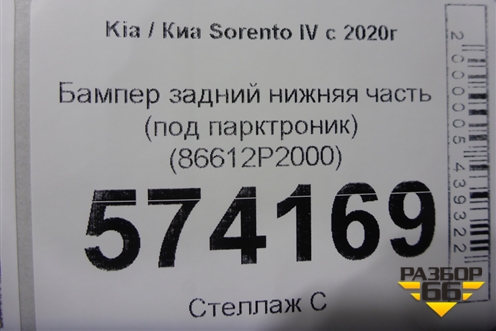 Kia / Киа Sorento IV с 2020г
Бампер задний нижняя часть
(под парктроник)
(86612P2000)
574169
Стеллаж С
2000005439322
РАЗБОР
66